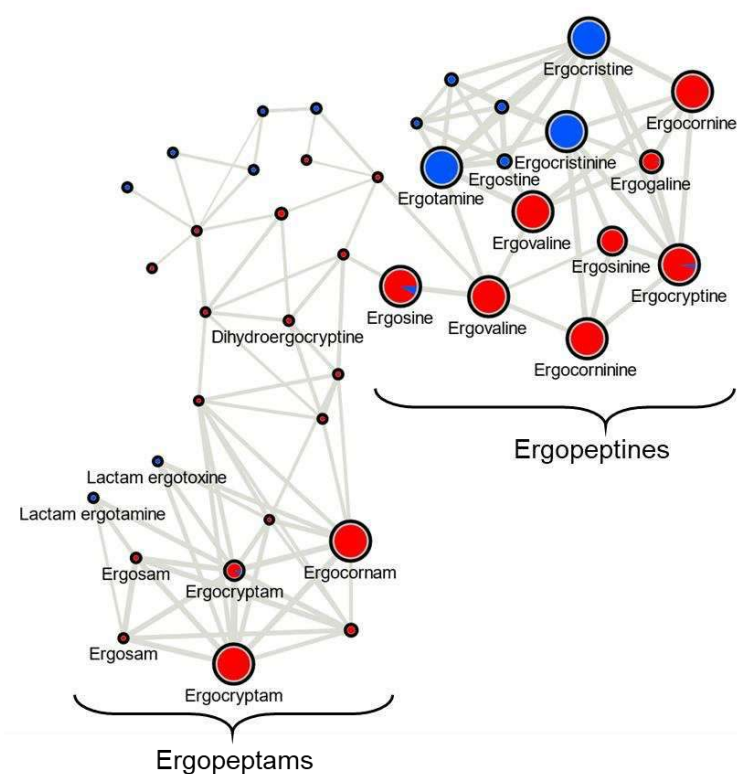 Ergocristine
Ergocornine
Ergocristinine
Ergostine
Ergogaline
Ergotamine
Ergovaline
Ergosinine
Ergocryptine
Ergosine
Ergovaline
Dihydroergocryptine
Ergocorninine
Ergopeptines
Lactam ergotoxine
Lactam ergotamine
Ergosam
Ergocornam
Ergocryptam
Ergosam
Ergocryptam
Ergopeptams